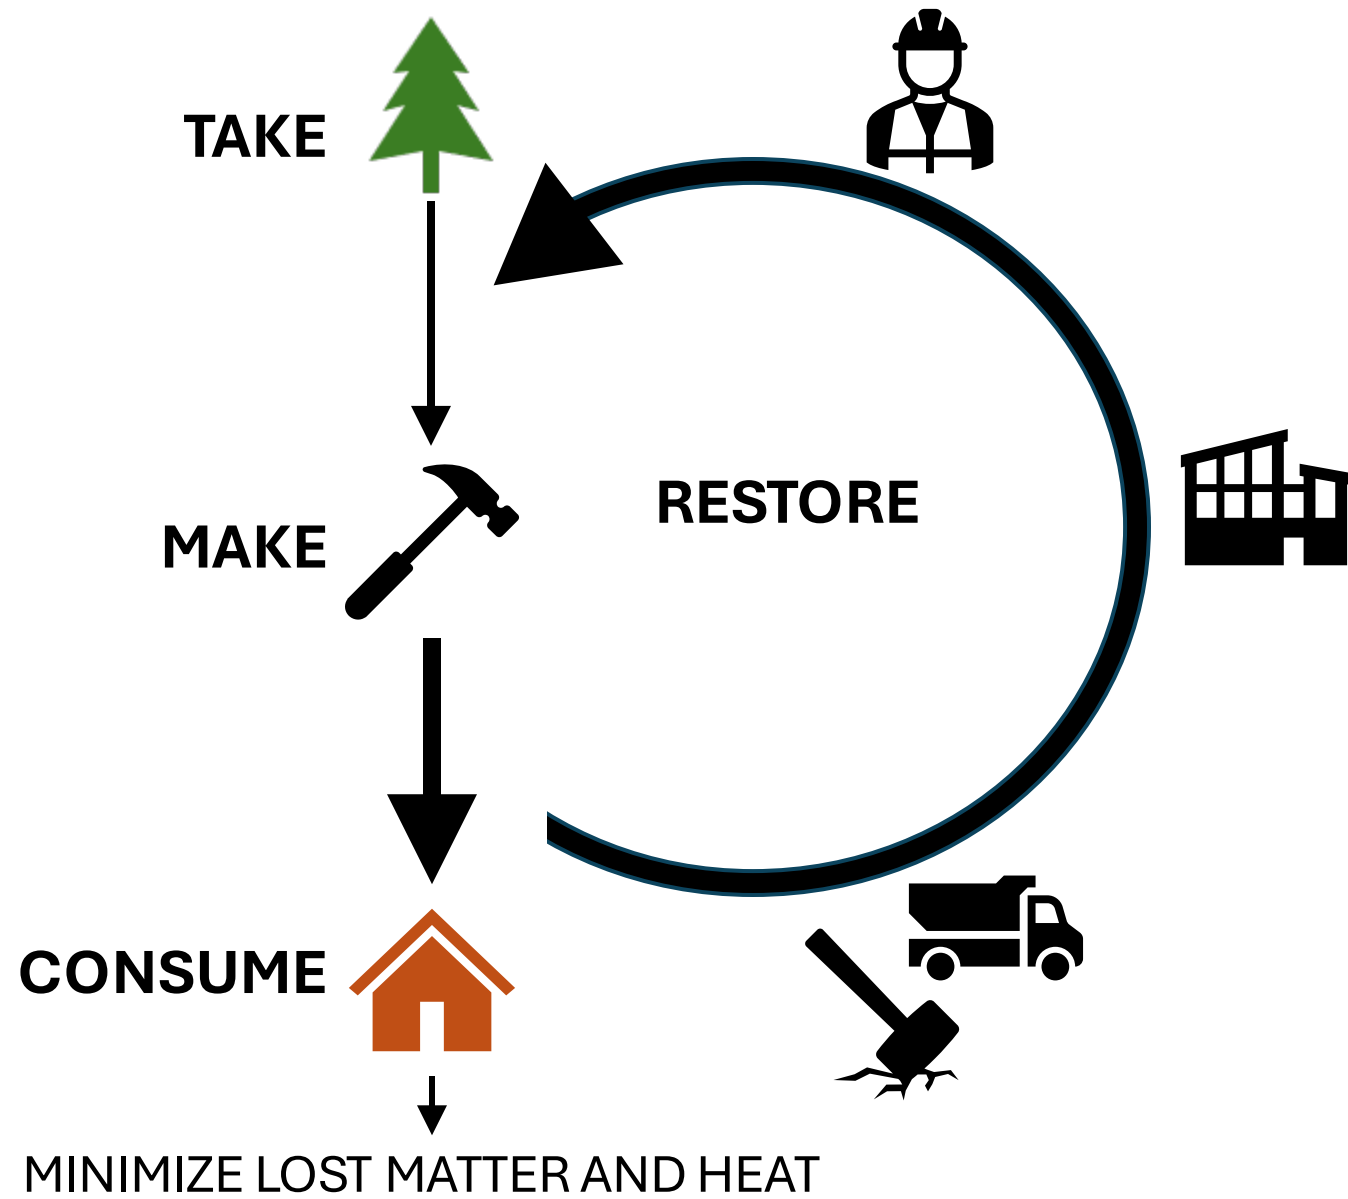 TAKE
RESTORE
MAKE
CONSUME
MINIMIZE LOST MATTER AND HEAT